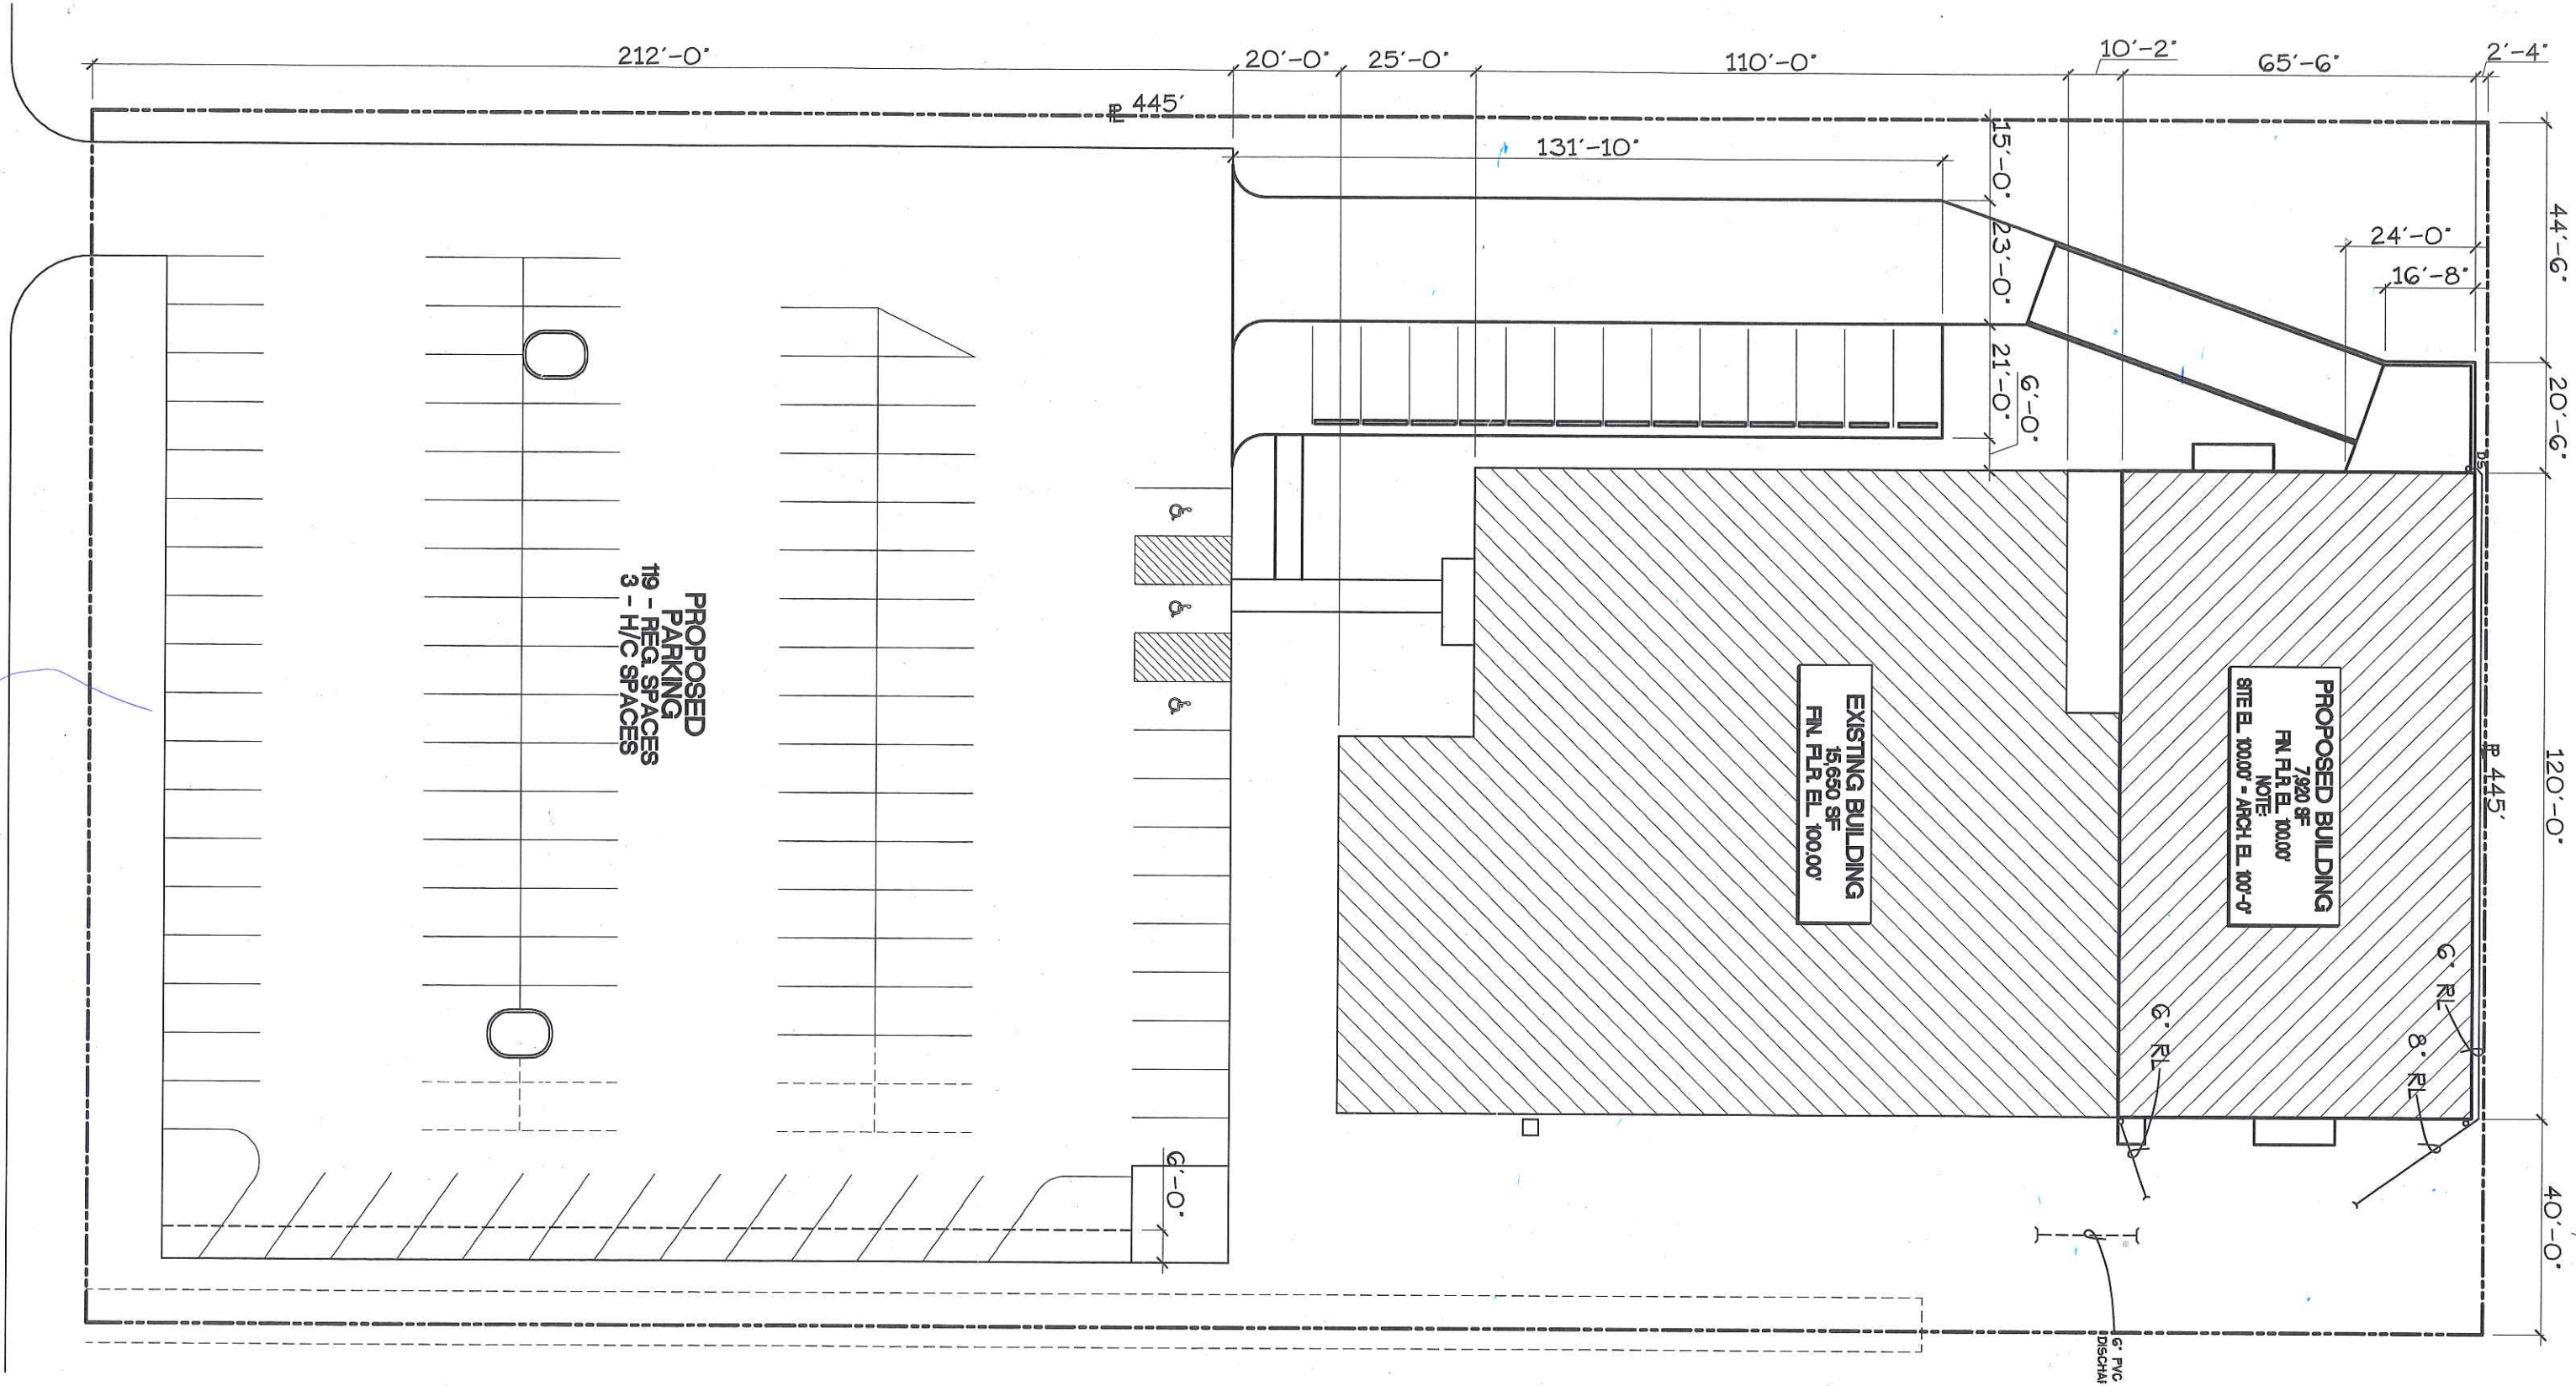 212'-0"
20'-0"
25'-0"
110'-0"
10'-2"
65'-6"
2'-4"
℄ 445'
131'-10"
15'-0"
23'-0"
21'-0"
6'-0"
24'-0"
16'-8"
44'-6"
20'-6"
120'-0"
40'-0"
DS
445'
PROPOSED
PARKING
119 - REG. SPACES
3 - H/C SPACES
EXISTING BUILDING
15,650 SF
FIN. FLR. EL. 100.00'
PROPOSED BUILDING
7,920 SF
FIN. FLR. EL. 100.00'
NOTE:
SITE EL. 100.00' = ARCH. EL. 100'-0"
6" RL
8" RL
6" RL
6'-0"
6" PVC